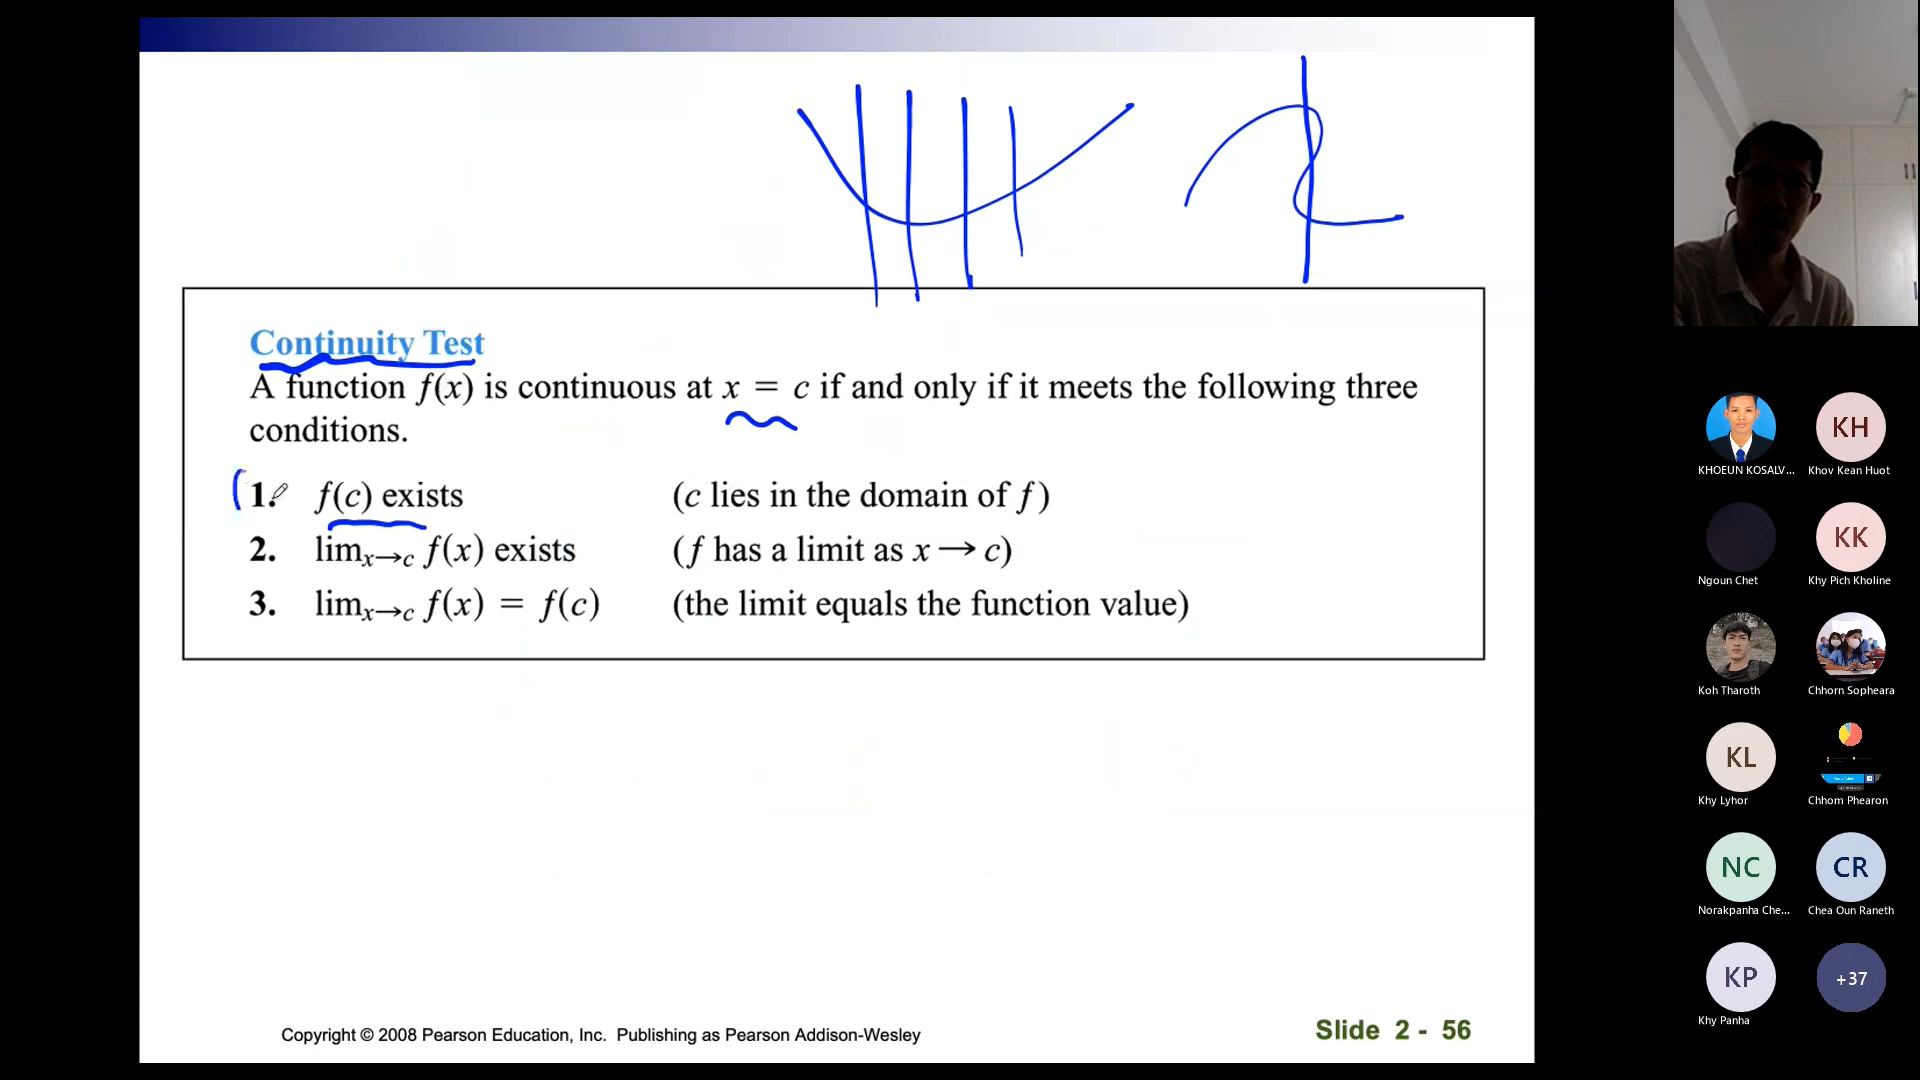 Continuity Test
A function f(x) is continuous at x = c if and only if it meets the following three
conditions.
1. f(c) exists (c lies in the domain of f)
2. lim x→c f(x) exists (f has a limit as x → c)
3. lim x→c f(x) = f(c) (the limit equals the function value)
Copyright © 2008 Pearson Education, Inc. Publishing as Pearson Addison-Wesley
Slide 2 - 56
KH
KHOEUN KOSALV... Khov Kean Huot
KK
Ngoun Chet Khy Pich Kholine
Koh Tharoth Chhorn Sopheara
KL
Khy Lyhor Chhom Phearon
NC CR
Norakpanha Che... Chea Oun Raneth
KP +37
Khy Panha